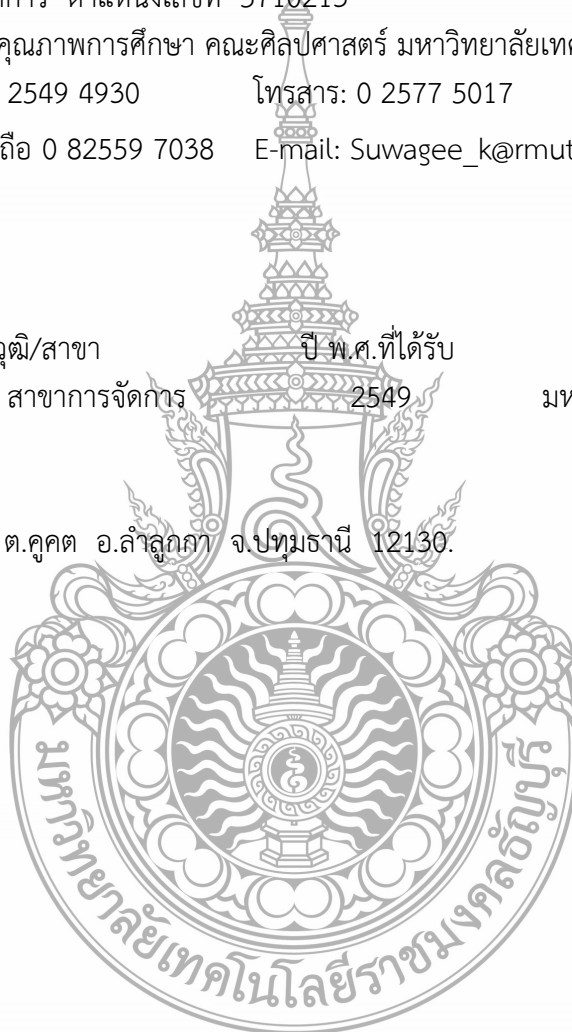 ตำแหน่งเลขที่ 5710215
คุณภาพการศึกษา คณะศิลปศาสตร์ มหาวิทยาลัยเทค
2549 4930 โทรสาร: 0 2577 5017
ถือ 0 82559 7038 E-mail: Suwagee_k@rmut
วุฒิ/สาขา ปี พ.ศ.ที่ได้รับ
สาขาการจัดการ 2549 มห
ต.คูคต อ.ลำลูกกา จ.ปทุมธานี 12130.
มหาวิทยาลัยเทคโนโลยีราชมงคลธัญบุรี